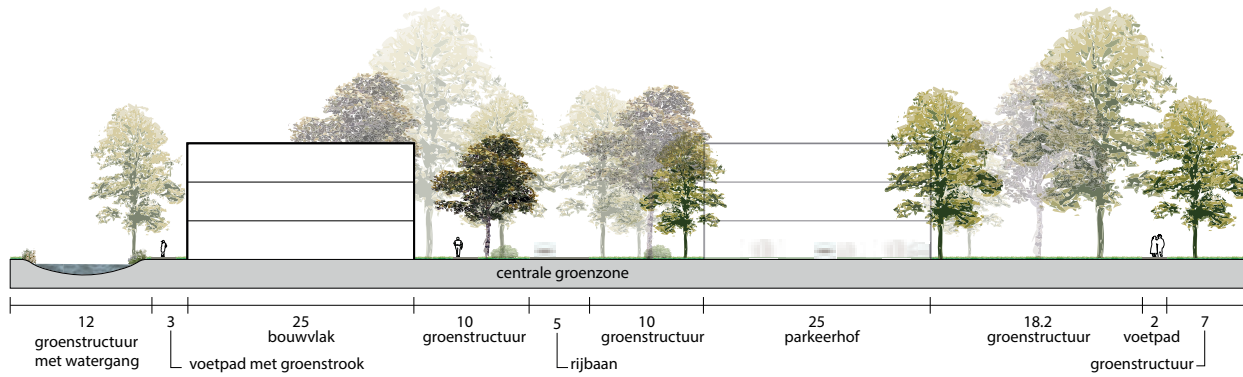 centrale groenzone
12
groenstructuur
met watergang
3
voetpad met groenstrook
25
bouwvlak
10
groenstructuur
5
rijbaan
10
groenstructuur
25
parkeerhof
18.2
groenstructuur
2
voetpad
7
groenstructuur